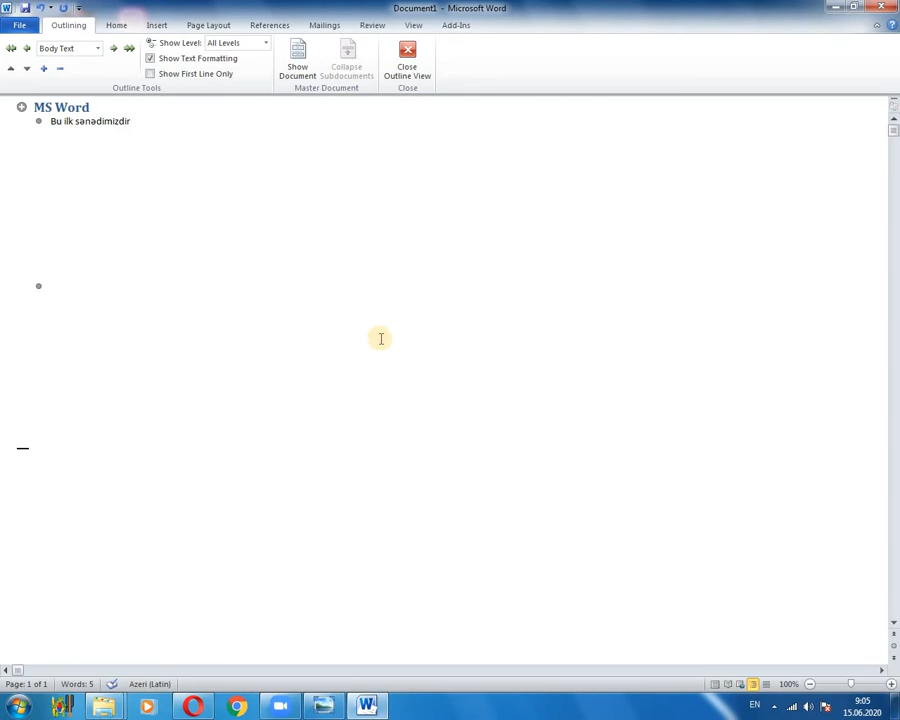 Document1 - Microsoft Word
File Outlining Home Insert Page Layout References Mailings Review View Add-Ins
Body Text
Show Level: All Levels
Show Text Formatting
Show First Line Only
Outline Tools
Show Document
Collapse Subdocuments
Master Document
Close Outline View
Close
MS Word
Bu ilk sənədimizdir
Page: 1 of 1 Words: 5 Azeri (Latin) 100%
EN 9:05
15.06.2020